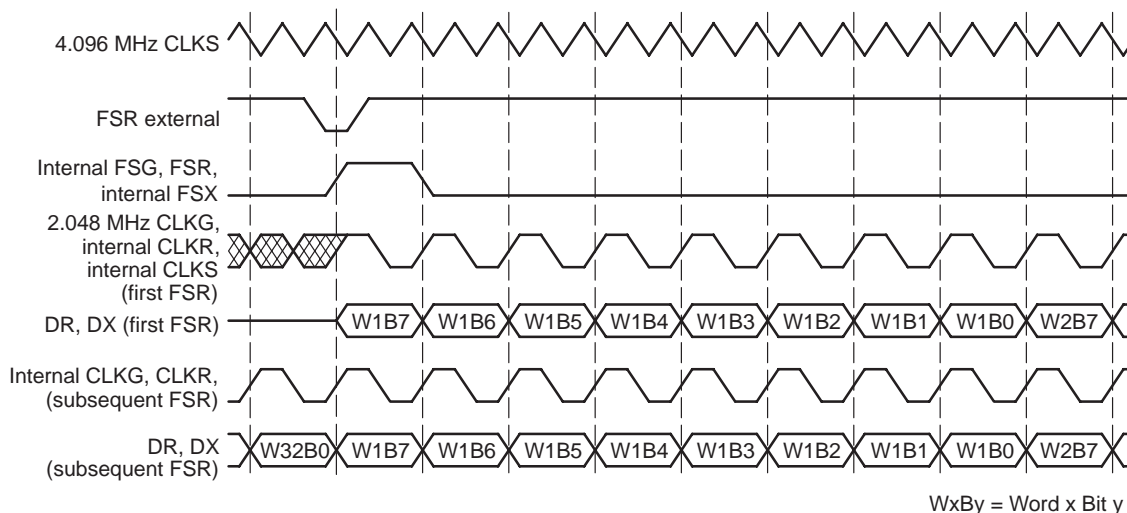 4.096 MHz CLKS
FSR external
Internal FSG, FSR,
internal FSX
2.048 MHz CLKG,
internal CLKR,
internal CLKS
(first FSR)
DR, DX (first FSR)
W1B7 W1B6 W1B5 W1B4 W1B3 W1B2 W1B1 W1B0 W2B7
Internal CLKG, CLKR,
(subsequent FSR)
DR, DX
(subsequent FSR)
W32B0 W1B7 W1B6 W1B5 W1B4 W1B3 W1B2 W1B1 W1B0 W2B7
WxBy = Word x Bit y